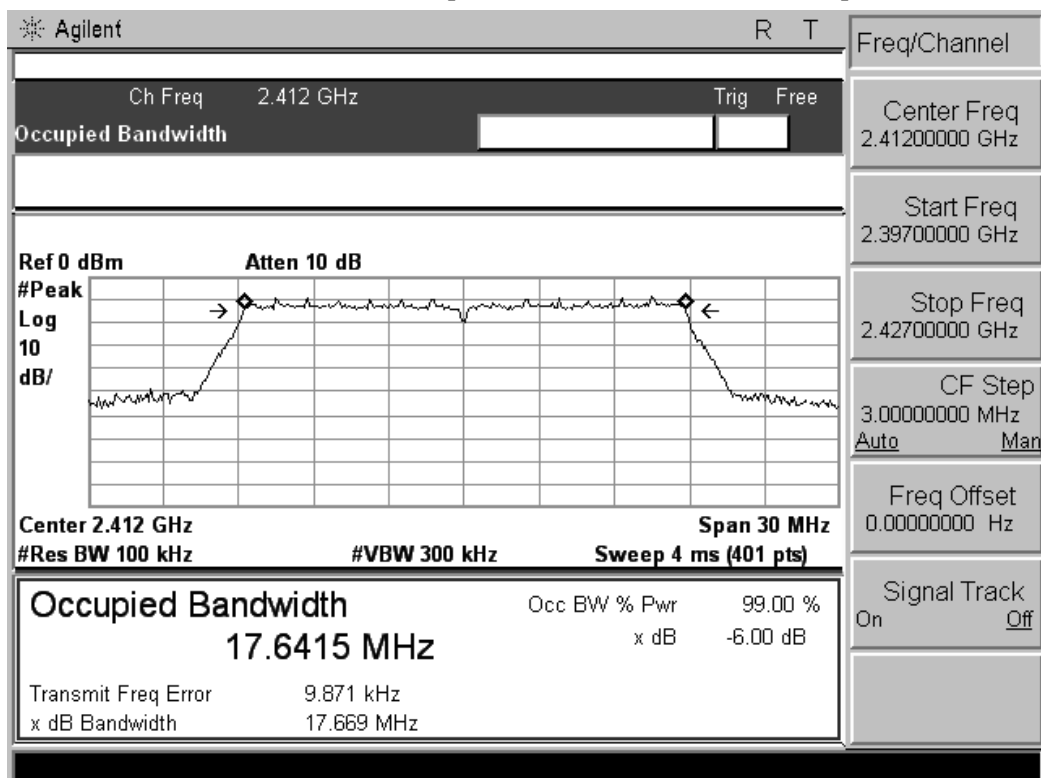 Agilent
R T
Ch Freq 2.412 GHz Trig Free
Occupied Bandwidth
Ref 0 dBm Atten 10 dB
#Peak
Log
10
dB/
Center 2.412 GHz Span 30 MHz
#Res BW 100 kHz #VBW 300 kHz Sweep 4 ms (401 pts)
Occupied Bandwidth
17.6415 MHz
Occ BW % Pwr 99.00 %
x dB -6.00 dB
Transmit Freq Error 9.871 kHz
x dB Bandwidth 17.669 MHz
Freq/Channel
Center Freq
2.41200000 GHz
Start Freq
2.39700000 GHz
Stop Freq
2.42700000 GHz
CF Step
3.00000000 MHz
Auto Man
Freq Offset
0.00000000 Hz
Signal Track
On Off